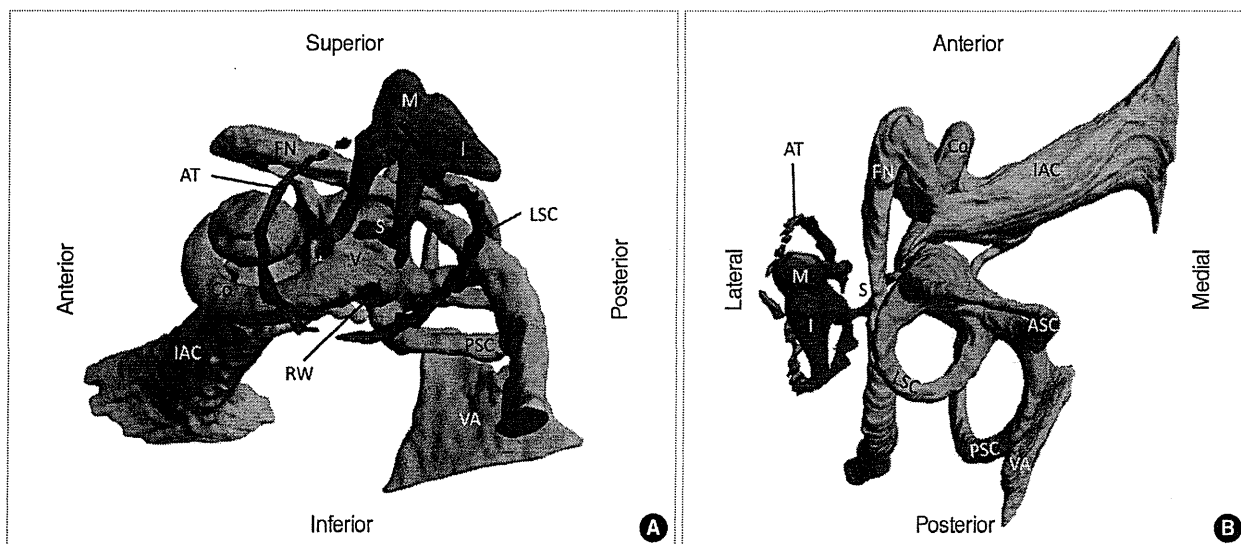 Superior
M
FN
I
AT
LSC
S
V
Co
Anterior
Posterior
IAC
PSC
RW
VA
Inferior
A
Anterior
AT
Co
FN
IAC
Lateral
Medial
M
S
I
ASC
LSC
PSC
VA
Posterior
B